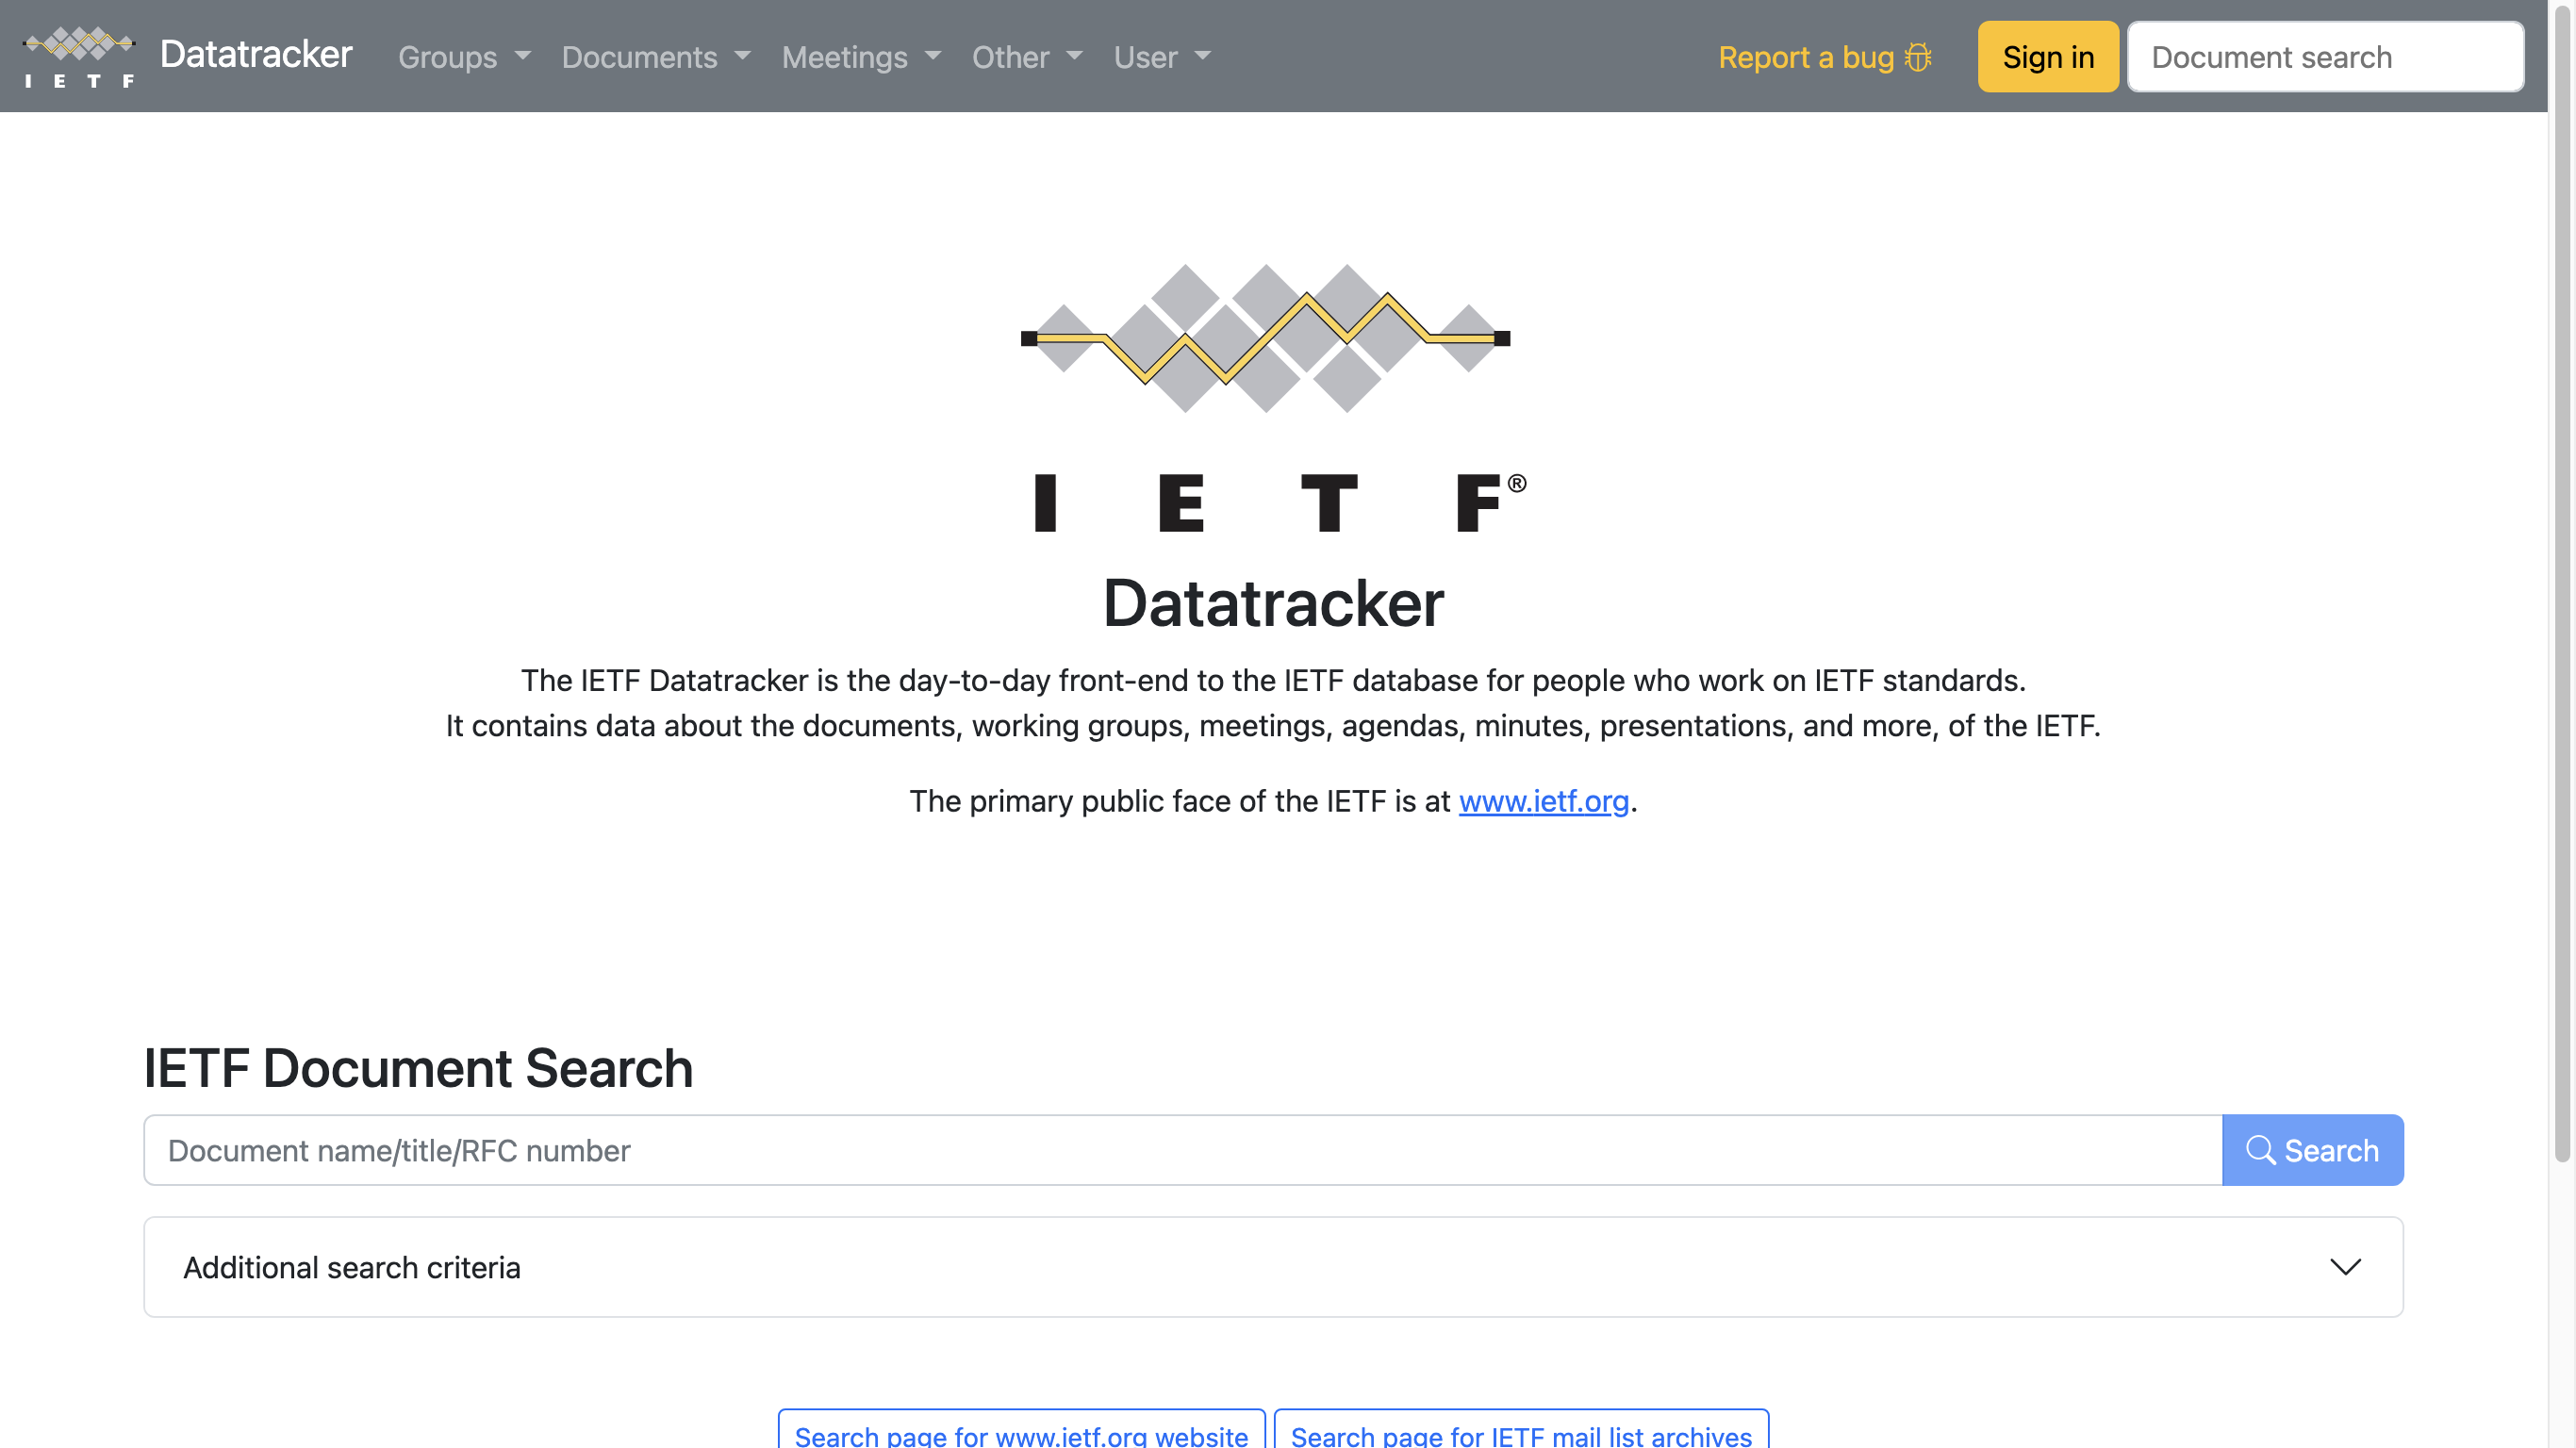 IETF
Datatracker
Groups
Documents
Meetings
Other
User
Report a bug
Sign in
Document search
I E T F®
Datatracker
The IETF Datatracker is the day-to-day front-end to the IETF database for people who work on IETF standards.
It contains data about the documents, working groups, meetings, agendas, minutes, presentations, and more, of the IETF.
The primary public face of the IETF is at www.ietf.org.
IETF Document Search
Document name/title/RFC number
Search
Additional search criteria
Search page for www.ietf.org website
Search page for IETF mail list archives